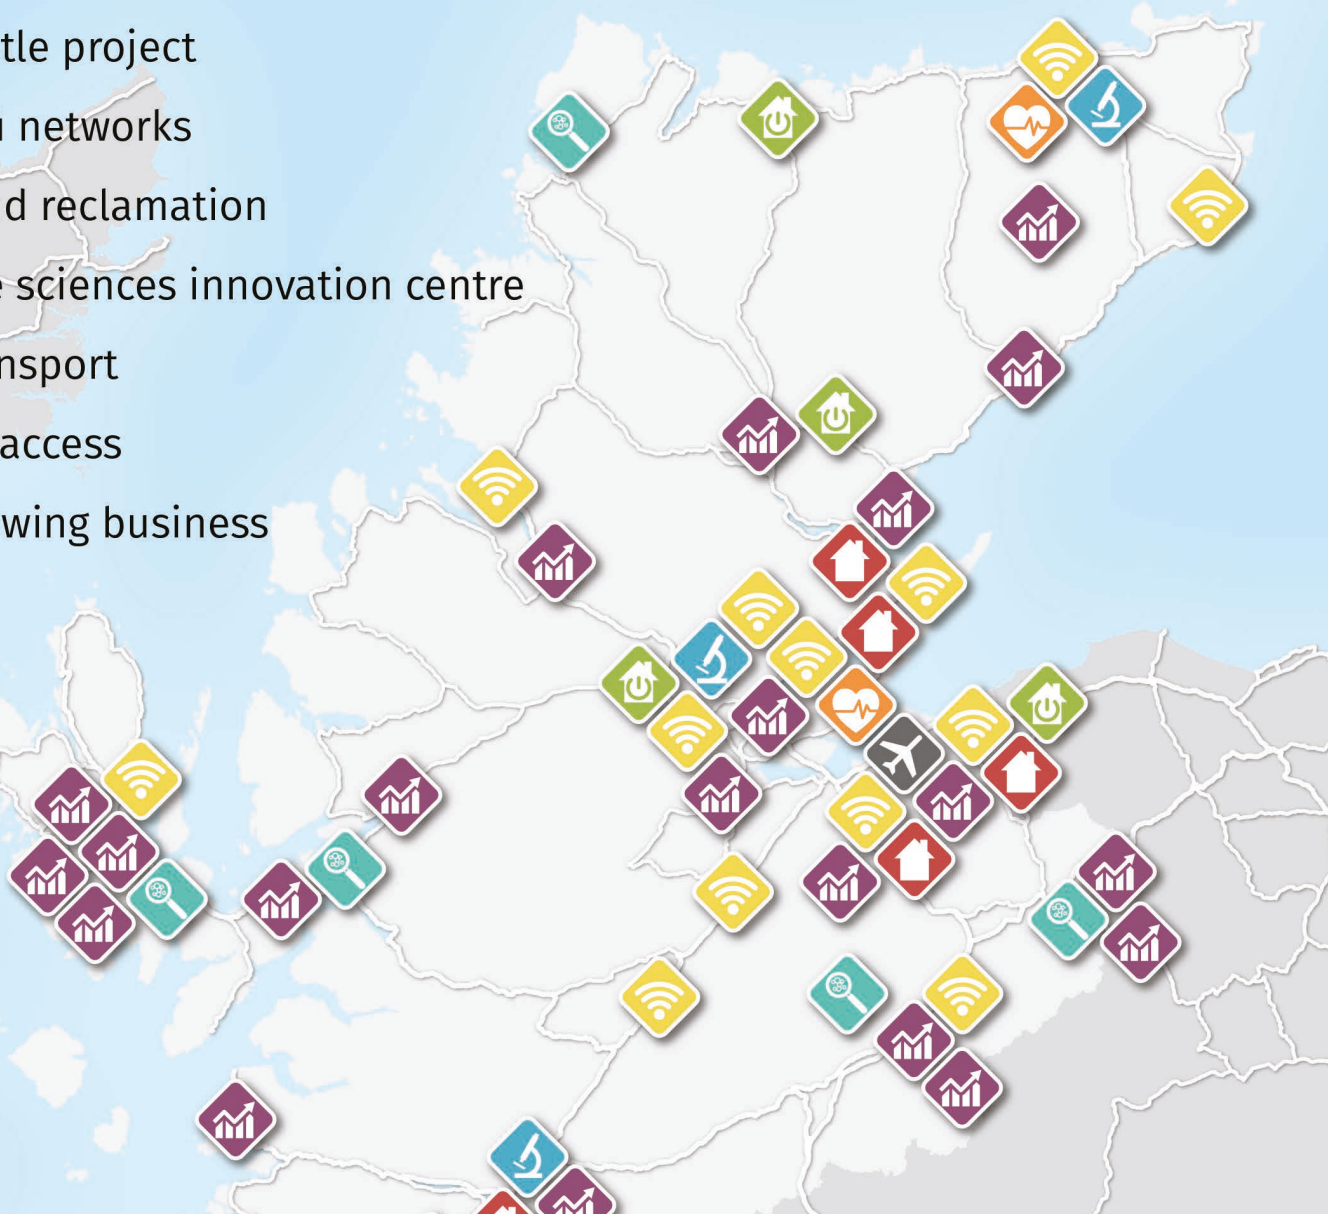 tle project
networks
d reclamation
sciences innovation centre
nsport
access
wing business